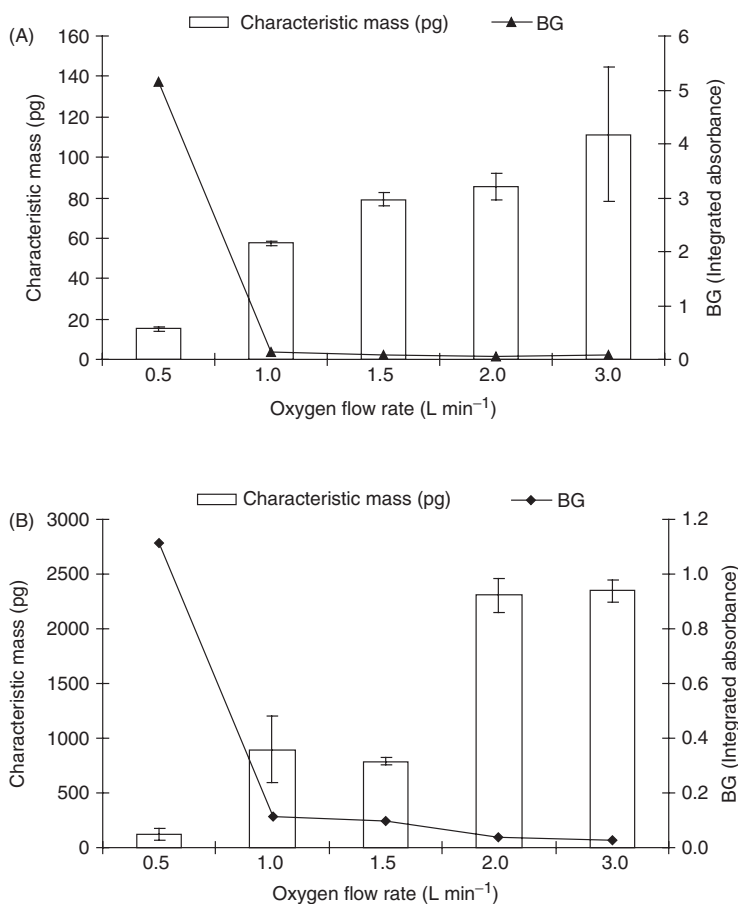 (A)
Characteristic mass (pg) BG
160 6
140
5
120
100 4
80 3
60
2
40
20 1
0 0
Characteristic mass (pg)
BG (Integrated absorbance)
0.5 1.0 1.5 2.0 3.0
Oxygen flow rate (L min⁻¹)
(B)
Characteristic mass (pg) BG
3000 1.2
2500 1.0
2000 0.8
1500 0.6
1000 0.4
500 0.2
0 0.0
Characteristic mass (pg)
BG (Integrated absorbance)
0.5 1.0 1.5 2.0 3.0
Oxygen flow rate (L min⁻¹)